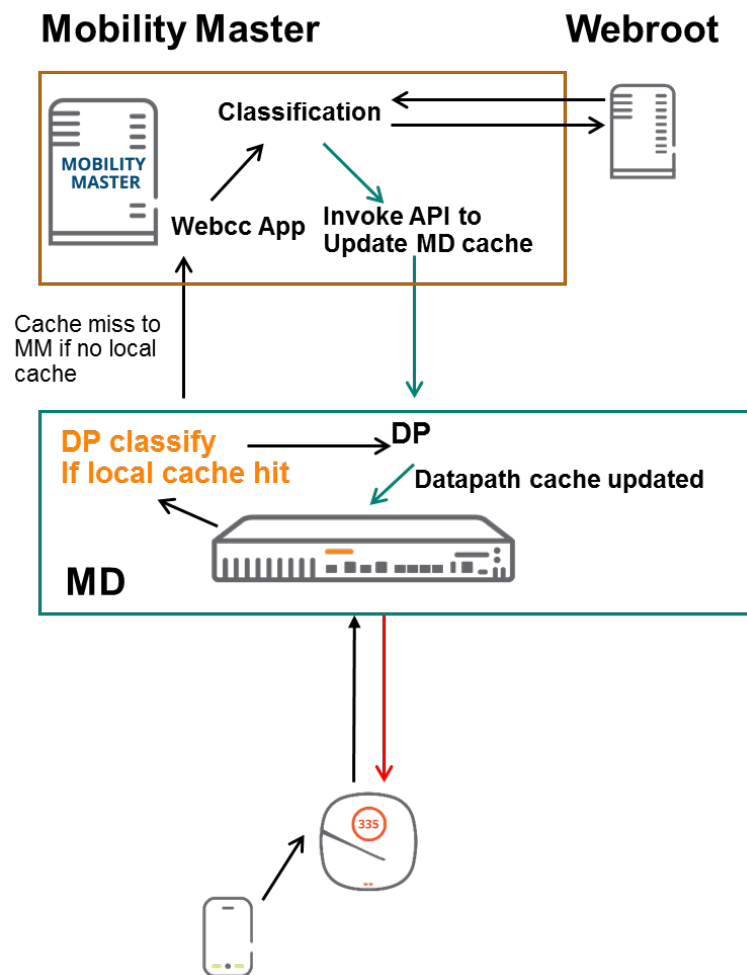 Mobility Master
Webroot
Classification
MOBILITY
MASTER
Webcc App
Invoke API to
Update MD cache
Cache miss to
MM if no local
cache
DP classify
If local cache hit
DP
Datapath cache updated
MD
335